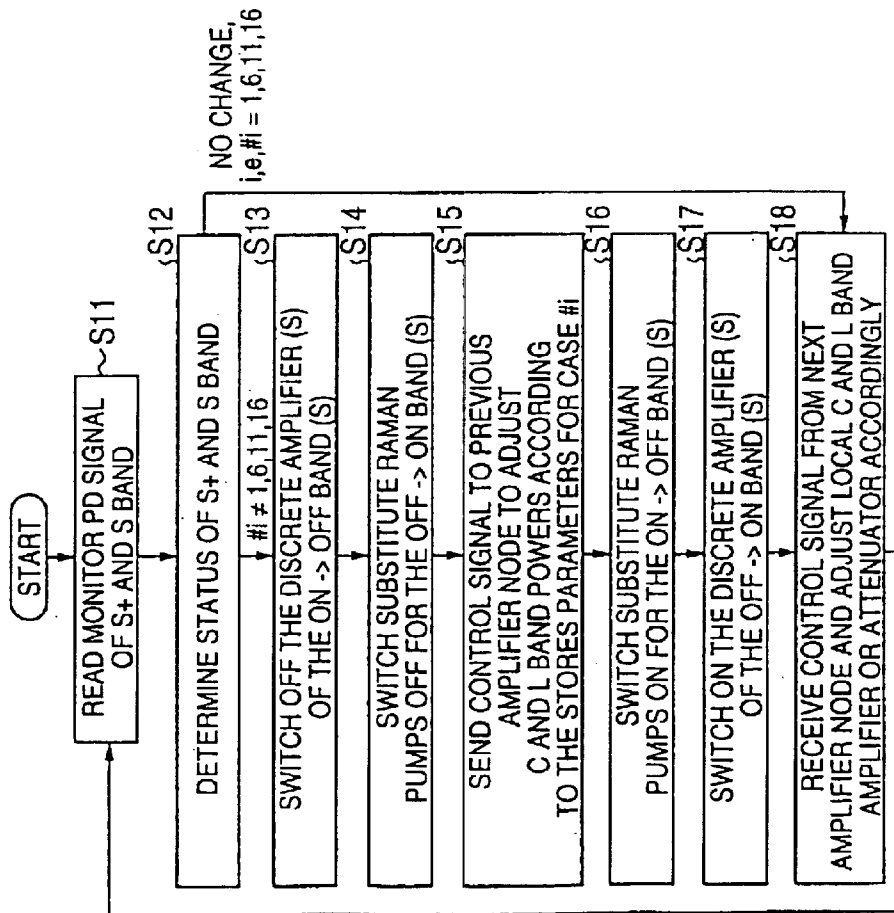 START
READ MONITOR PD SIGNAL
OF S+ AND S BAND
S11
DETERMINE STATUS OF S+ AND S BAND
S12
NO CHANGE,
i,e,#i = 1,6,11,16
#i ≠ 1,6,11,16
S13
SWITCH OFF THE DISCRETE AMPLIFIER (S)
OF THE ON -> OFF BAND (S)
S14
SWITCH SUBSTITUTE RAMAN
PUMPS OFF FOR THE OFF -> ON BAND (S)
S15
SEND CONTROL SIGNAL TO PREVIOUS
AMPLIFIER NODE TO ADJUST
C AND L BAND POWERS ACCORDING
TO THE STORES PARAMETERS FOR CASE #i
S16
SWITCH SUBSTITUTE RAMAN
PUMPS ON FOR THE ON -> OFF BAND (S)
S17
SWITCH ON THE DISCRETE AMPLIFIER (S)
OF THE OFF -> ON BAND (S)
S18
RECEIVE CONTROL SIGNAL FROM NEXT
AMPLIFIER NODE AND ADJUST LOCAL C AND L BAND
AMPLIFIER OR ATTENUATOR ACCORDINGLY